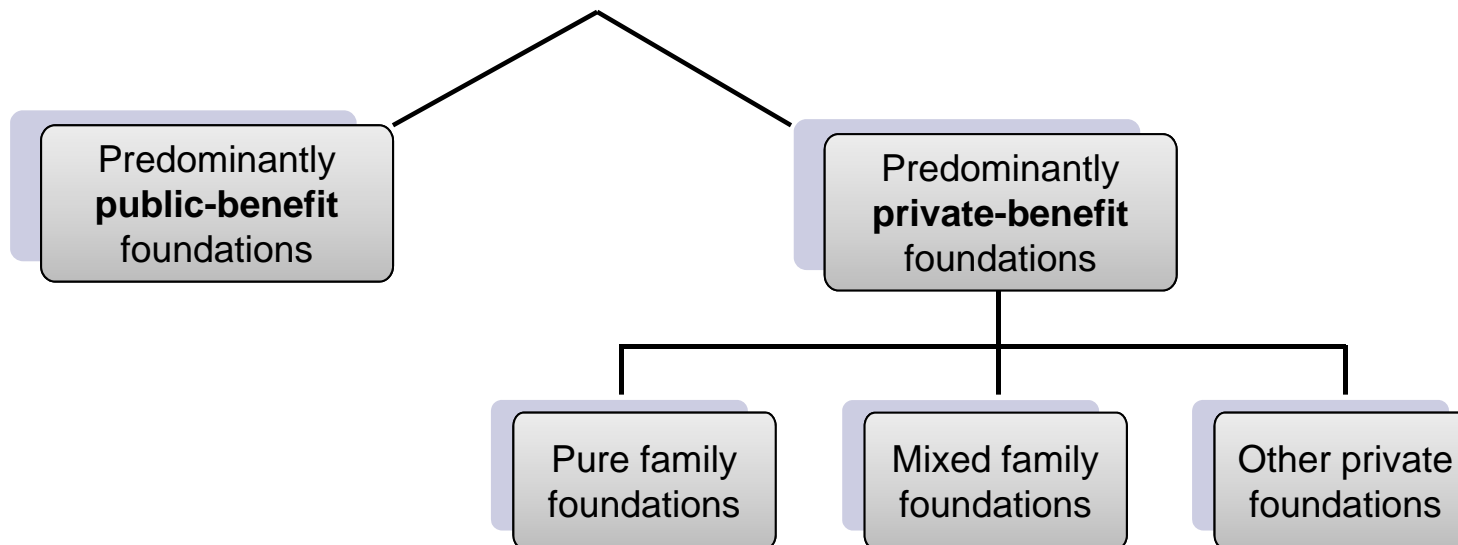 Predominantly
public-benefit
foundations
Predominantly
private-benefit
foundations
Pure family
foundations
Mixed family
foundations
Other private
foundations